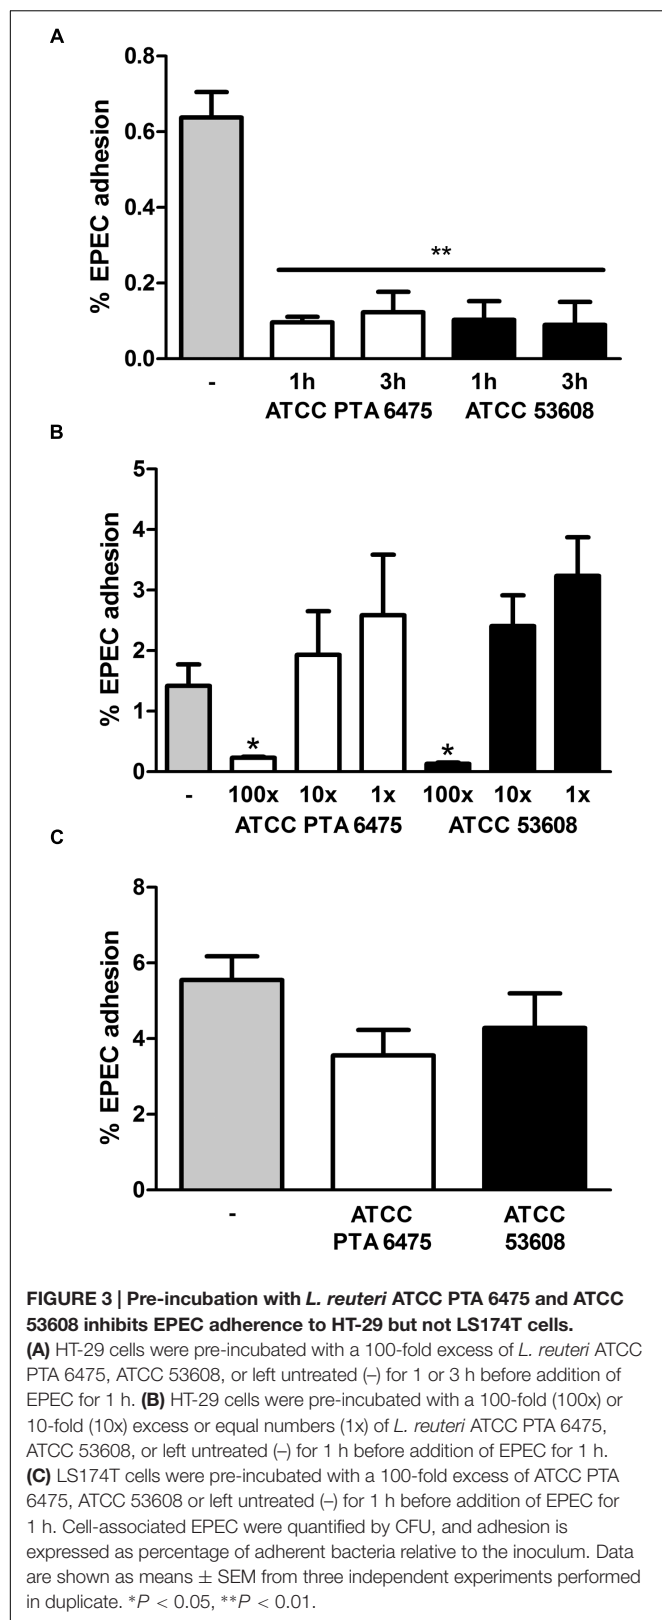 A
% EPEC adhesion
0.8
0.6
0.4
0.2
0.0
**
- 1h 3h 1h 3h
ATCC PTA 6475 ATCC 53608
B
% EPEC adhesion
5
4
3
2
1
0
* *
- 100x 10x 1x 100x 10x 1x
ATCC PTA 6475 ATCC 53608
C
% EPEC adhesion
8
6
4
2
0
- ATCC ATCC
PTA 6475 53608
FIGURE 3 | Pre-incubation with L. reuteri ATCC PTA 6475 and ATCC
53608 inhibits EPEC adherence to HT-29 but not LS174T cells.
(A) HT-29 cells were pre-incubated with a 100-fold excess of L. reuteri ATCC
PTA 6475, ATCC 53608, or left untreated (–) for 1 or 3 h before addition of
EPEC for 1 h. (B) HT-29 cells were pre-incubated with a 100-fold (100x) or
10-fold (10x) excess or equal numbers (1x) of L. reuteri ATCC PTA 6475,
ATCC 53608, or left untreated (–) for 1 h before addition of EPEC for 1 h.
(C) LS174T cells were pre-incubated with a 100-fold excess of ATCC PTA
6475, ATCC 53608 or left untreated (–) for 1 h before addition of EPEC for
1 h. Cell-associated EPEC were quantified by CFU, and adhesion is
expressed as percentage of adherent bacteria relative to the inoculum. Data
are shown as means ± SEM from three independent experiments performed
in duplicate. *P < 0.05, **P < 0.01.